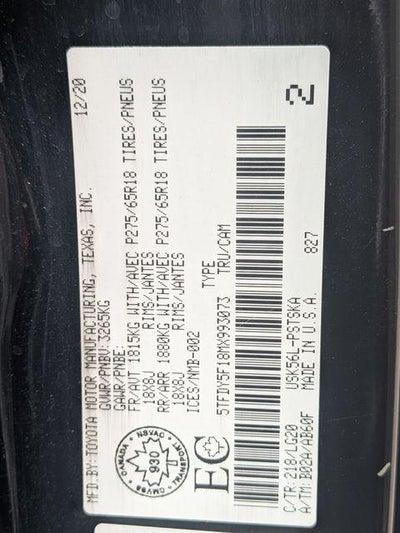 MFD.BY:TOYOTA MOTOR MANUFACTURING, TEXAS, INC. 12/20
GVWR/PNBV: 3265KG
GAWR/PNBE:
FR/AVT 1815KG WITH/AVEC P275/65R18 TIRES/PNEUS
18X8J RIMS/JANTES
RR/ARR 1880KG WITH/AVEC P275/65R18 TIRES/PNEUS
18X8J RIMS/JANTES
ICES/NMB-002
TYPE
5TFDY5F18MX993073 TRU/CAM
CANADA
NSVAC
930
CMVSS
TRANSPORT
EC
C/TR:218/LG20 USK56L-PSTSKA
A/TM:B02A/AB60F MADE IN U.S.A.
827
2